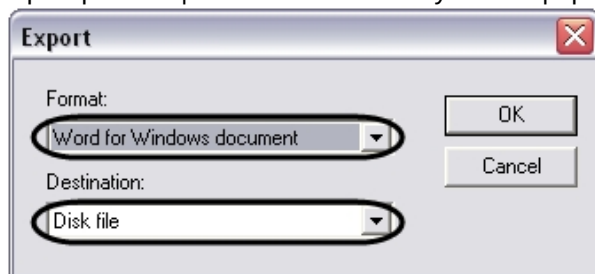 Export
Format:
Word for Windows document
OK
Cancel
Destination:
Disk file